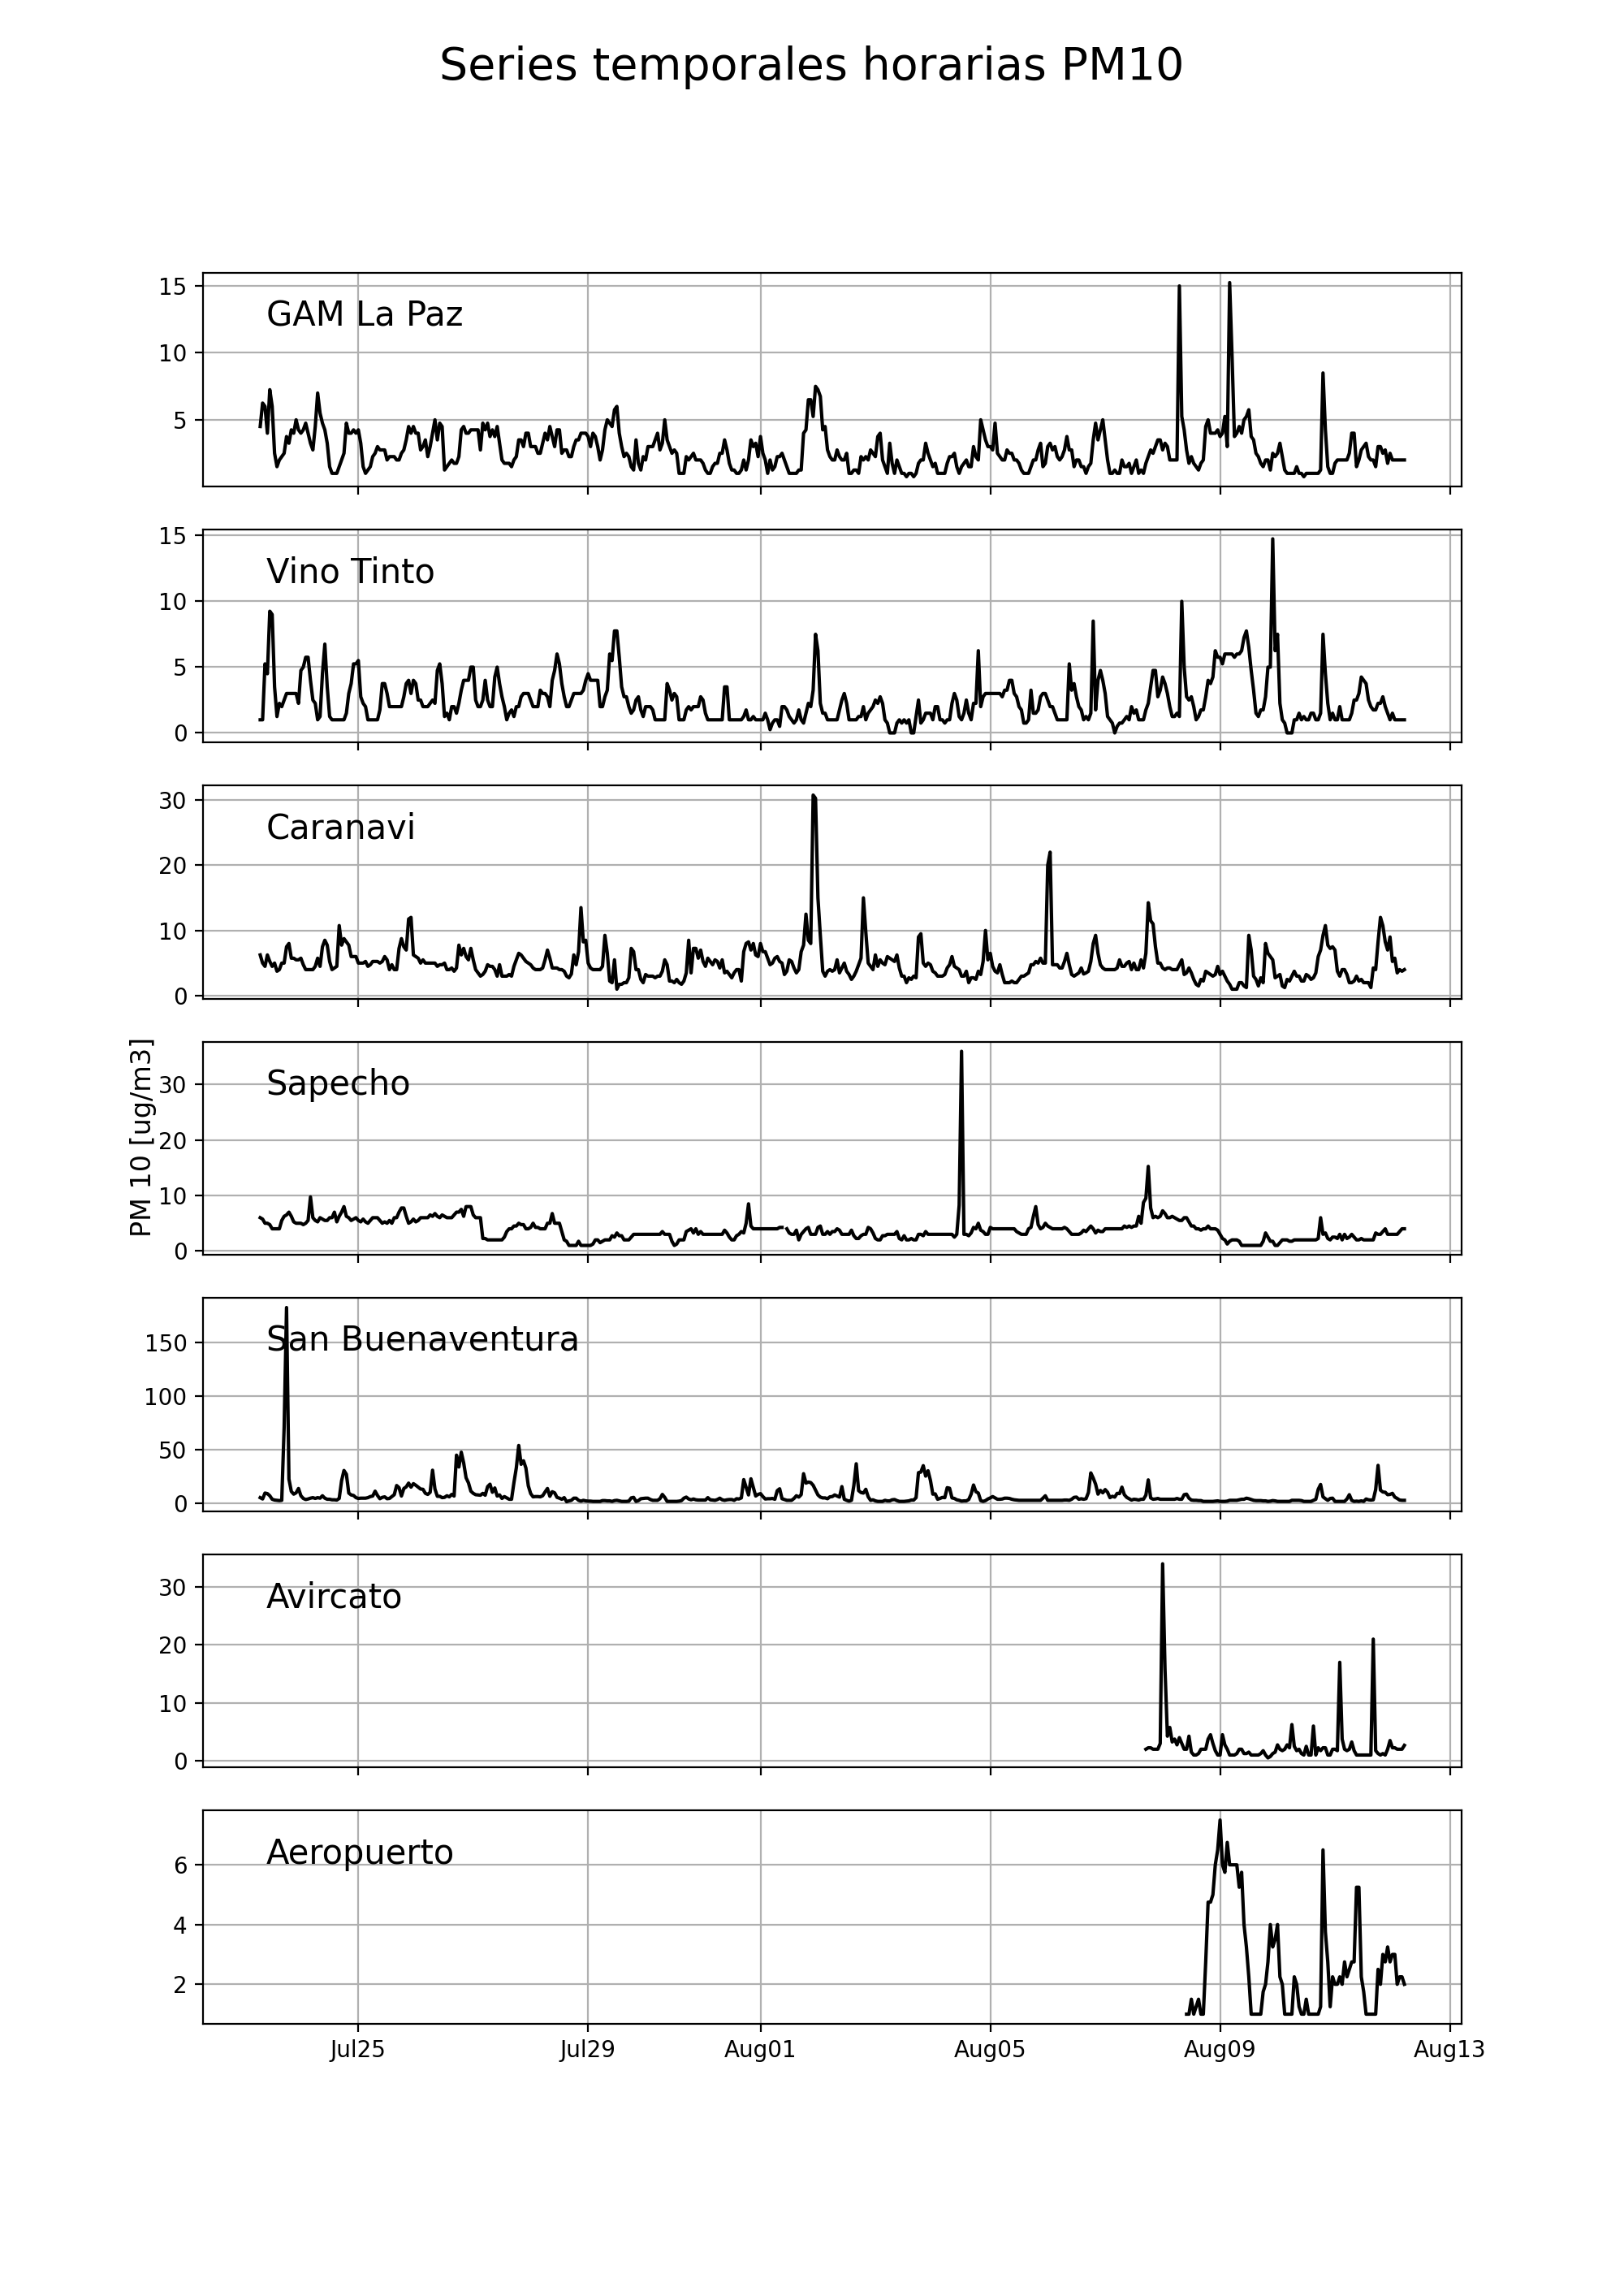 Series temporales horarias PM10
15
GAM La Paz
10
5
15
Vino Tinto
10
5
0
30
Caranavi
20
10
0
PM 10 [ug/m3]
Sapecho
30
20
10
0
San Buenaventura
150
100
50
0
Avircato
30
20
10
0
Aeropuerto
6
4
2
Jul25 Jul29 Aug01 Aug05 Aug09 Aug13